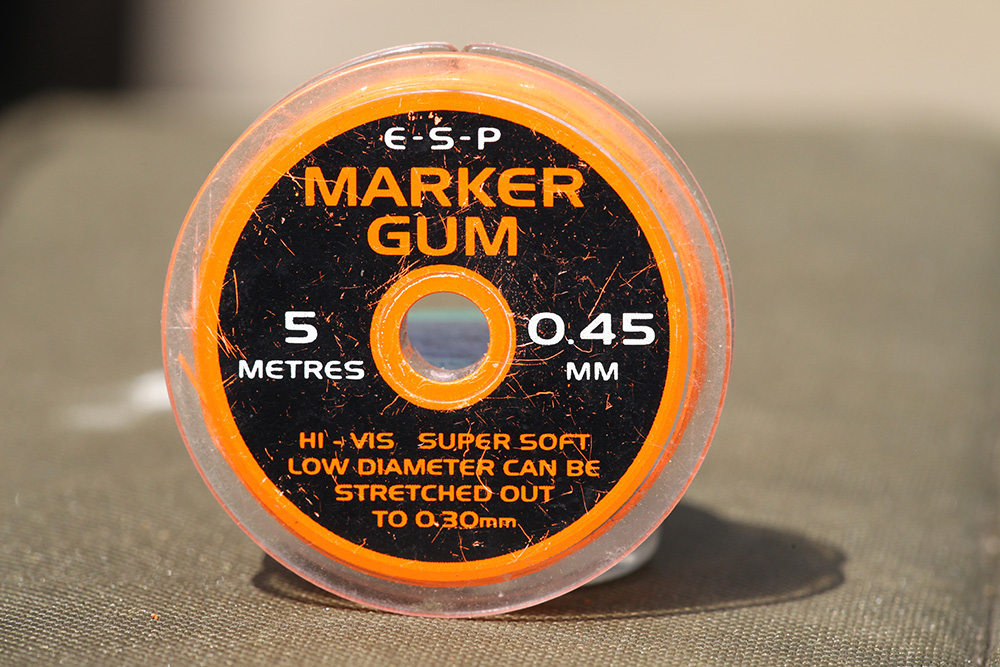 E-S-P
MARKER
GUM
5
METRES
0.45
MM
HI - VIS SUPER SOFT
LOW DIAMETER CAN BE
STRETCHED OUT
TO 0.30mm